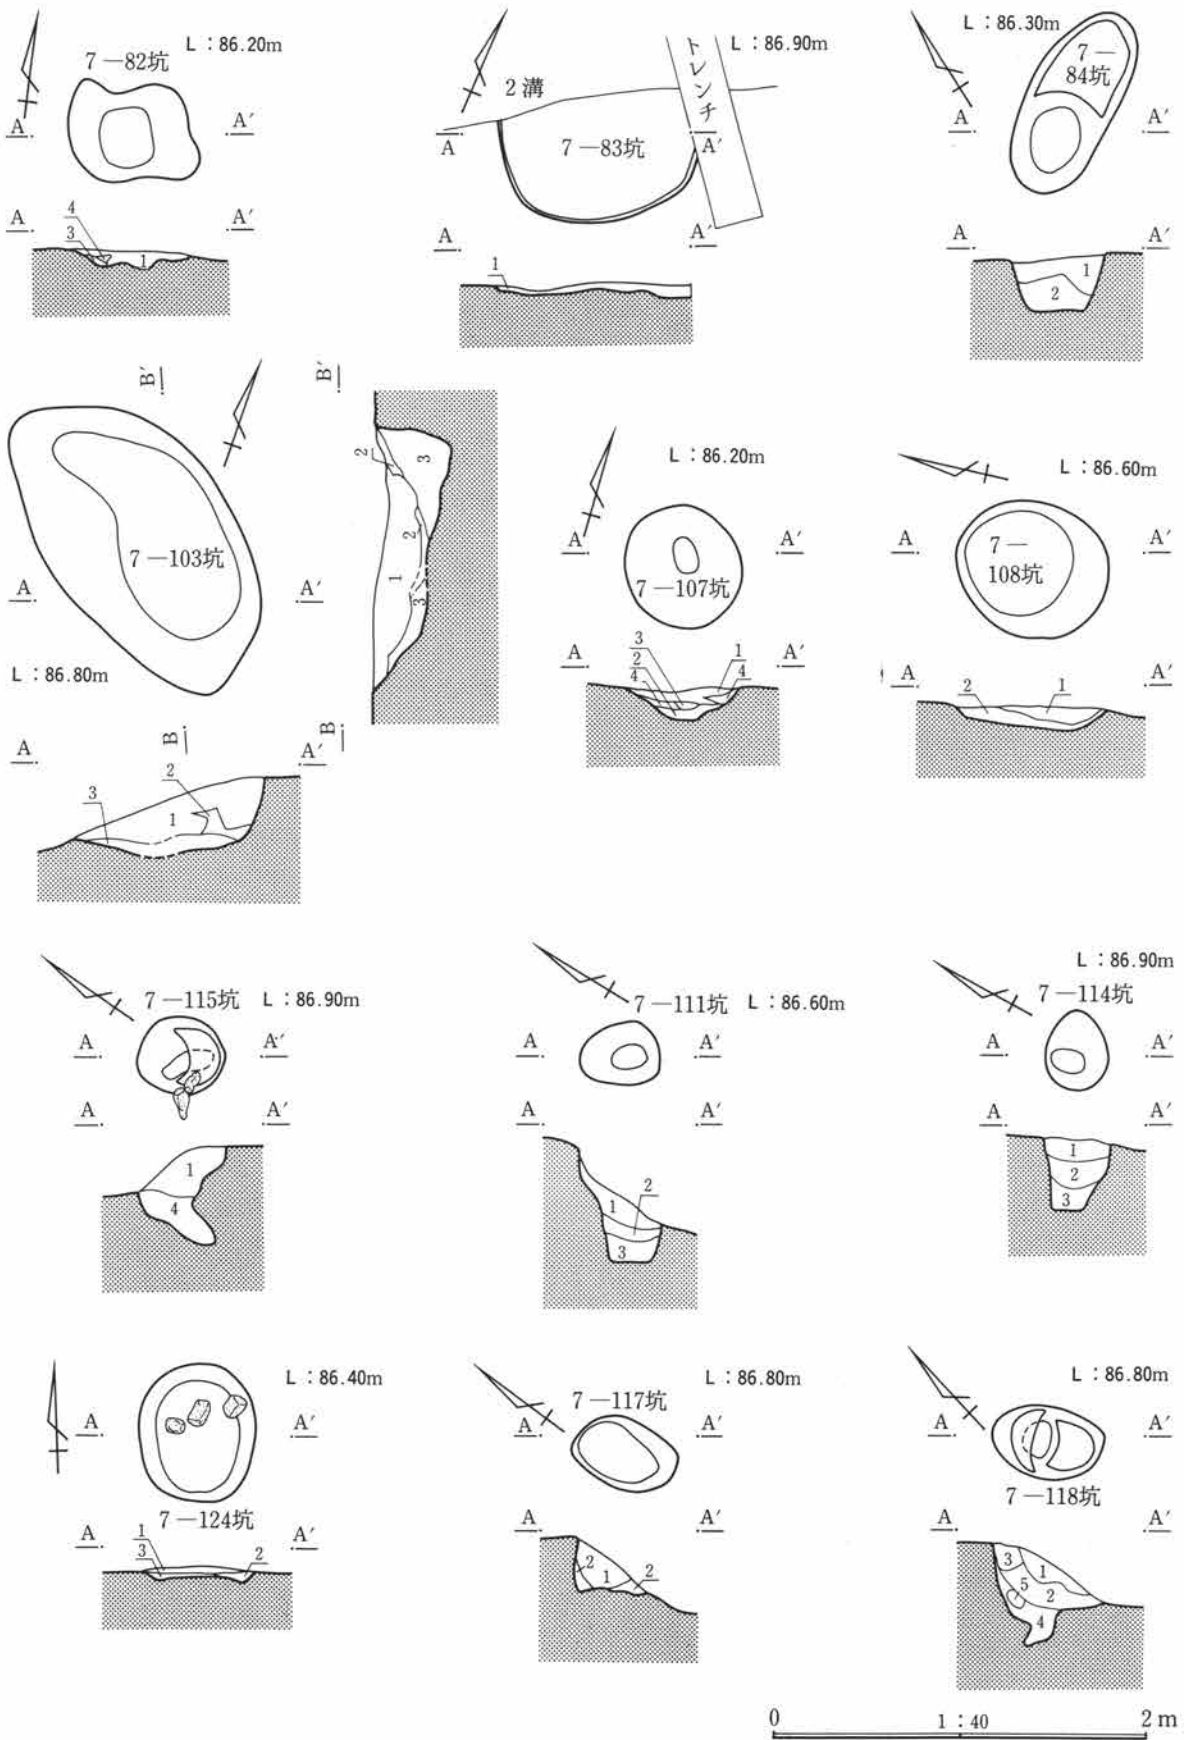 L：86.20m
7—82坑
A. .A′
A 4 A′
3 1
L：86.90m
トレンチ
2溝
A .A′
7—83坑
A .A′
1
L：86.30m
7—
84坑
A. .A′
A .A′
1
2
B′ B′
7—103坑
A. .A′
L：86.80m
2 3
2
1
3
B B
A. .A′
3 2
1
L：86.20m
A. .A′
7—107坑
A. .A′
3 1
2 4
4
L：86.60m
A. .A′
7—
108坑
A. .A′
2 1
7—115坑 L：86.90m
A. .A′
A. .A′
1
4
7—111坑 L：86.60m
A. .A′
A. .A′
2
1
3
L：86.90m
7—114坑
A. .A′
A. .A′
1
2
3
L：86.40m
A. .A′
7—124坑
A. .A′
1
3 2
L：86.80m
7—117坑
A. .A′
A. .A′
2 1 2
L：86.80m
A. .A′
7—118坑
A. .A′
3 1
5 2
4
0 1：40 2m